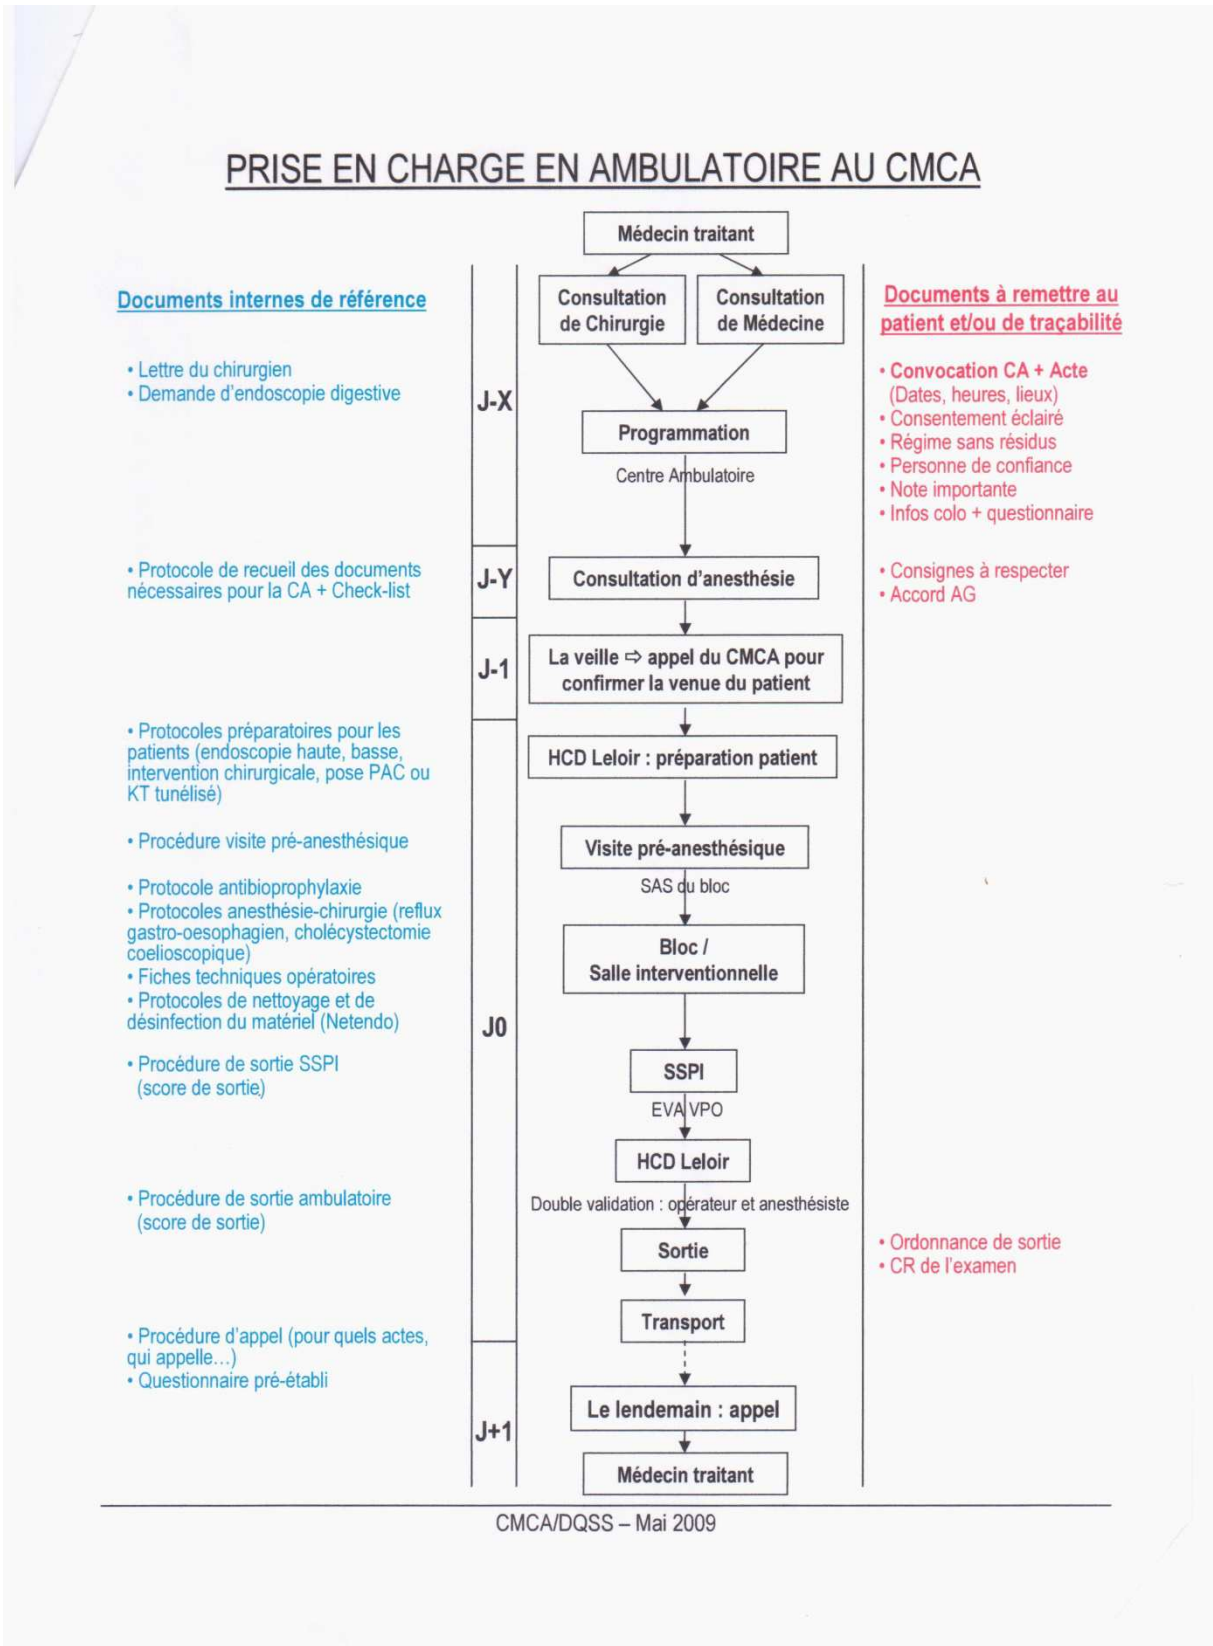 PRISE EN CHARGE EN AMBULATOIRE AU CMCA
Médecin traitant
Documents internes de référence
• Lettre du chirurgien
• Demande d'endoscopie digestive
• Protocole de recueil des documents
nécessaires pour la CA + Check-list
• Protocoles préparatoires pour les
patients (endoscopie haute, basse,
intervention chirurgicale, pose PAC ou
KT tunélisé)
• Procédure visite pré-anesthésique
• Protocole antibioprophylaxie
• Protocoles anesthésie-chirurgie (reflux
gastro-oesophagien, cholécystectomie
coelioscopique)
• Fiches techniques opératoires
• Protocoles de nettoyage et de
désinfection du matériel (Netendo)
• Procédure de sortie SSPI
(score de sortie)
• Procédure de sortie ambulatoire
(score de sortie)
• Procédure d'appel (pour quels actes,
qui appelle...)
• Questionnaire pré-établi
J-X
J-Y
J-1
J0
J+1
Consultation
de Chirurgie
Consultation
de Médecine
Programmation
Centre Ambulatoire
Consultation d'anesthésie
La veille ⇨ appel du CMCA pour
confirmer la venue du patient
HCD Leloir : préparation patient
Visite pré-anesthésique
SAS du bloc
Bloc /
Salle interventionnelle
SSPI
EVA VPO
HCD Leloir
Double validation : opérateur et anesthésiste
Sortie
Transport
Le lendemain : appel
Médecin traitant
Documents à remettre au
patient et/ou de traçabilité
• Convocation CA + Acte
(Dates, heures, lieux)
• Consentement éclairé
• Régime sans résidus
• Personne de confiance
• Note importante
• Infos colo + questionnaire
• Consignes à respecter
• Accord AG
• Ordonnance de sortie
• CR de l'examen
CMCA/DQSS – Mai 2009